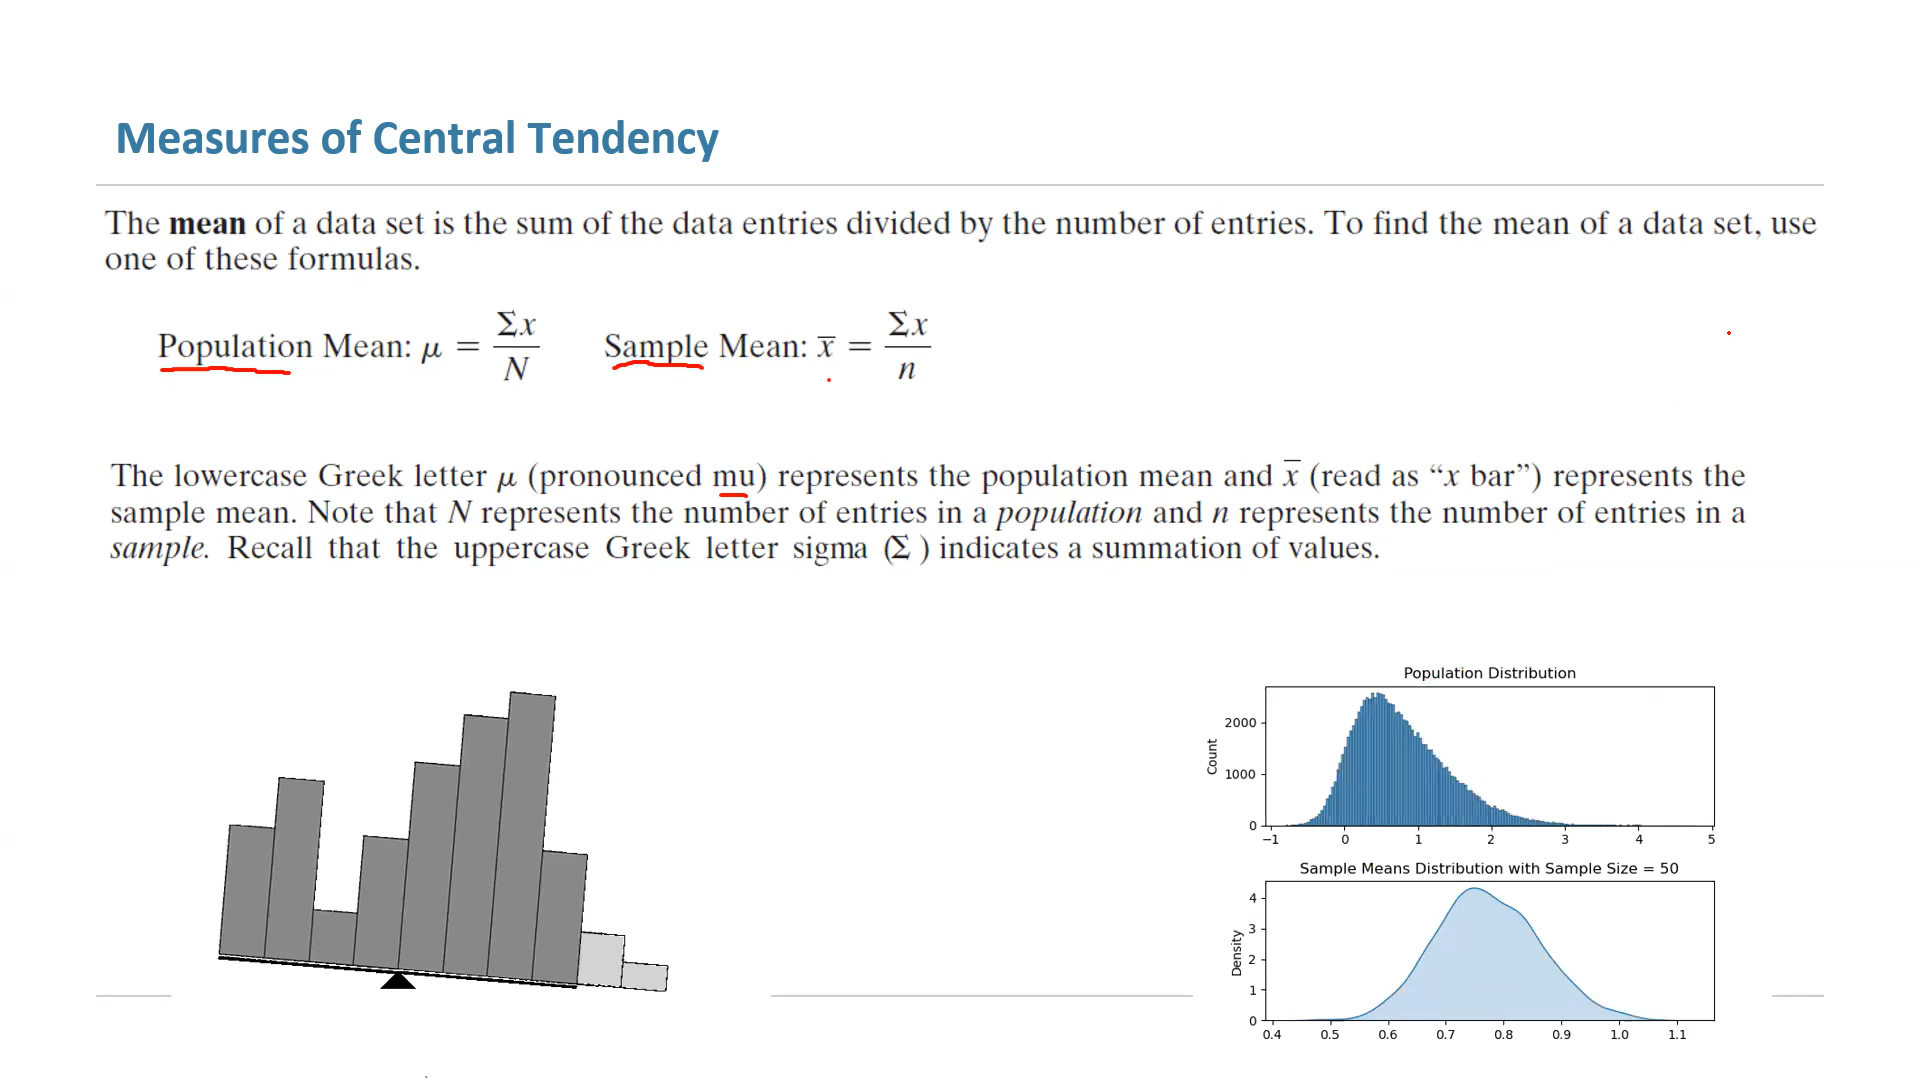 Measures of Central Tendency
The mean of a data set is the sum of the data entries divided by the number of entries. To find the mean of a data set, use
one of these formulas.
Population Mean: μ = Σx / N    Sample Mean: x̄ = Σx / n
The lowercase Greek letter μ (pronounced mu) represents the population mean and x̄ (read as “x bar”) represents the
sample mean. Note that N represents the number of entries in a population and n represents the number of entries in a
sample. Recall that the uppercase Greek letter sigma (Σ ) indicates a summation of values.
Population Distribution
Count
2000
1000
0
−1 0 1 2 3 4 5
Sample Means Distribution with Sample Size = 50
Density
4
3
2
1
0
0.4 0.5 0.6 0.7 0.8 0.9 1.0 1.1